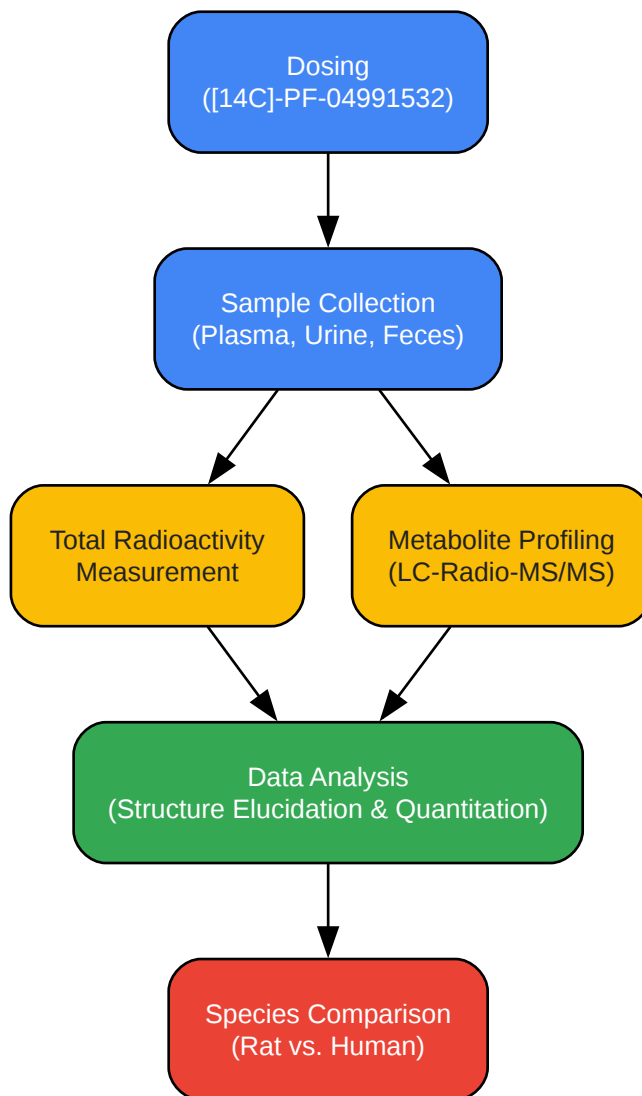 Dosing
([14C]-PF-04991532)
Sample Collection
(Plasma, Urine, Feces)
Total Radioactivity
Measurement
Metabolite Profiling
(LC-Radio-MS/MS)
Data Analysis
(Structure Elucidation & Quantitation)
Species Comparison
(Rat vs. Human)